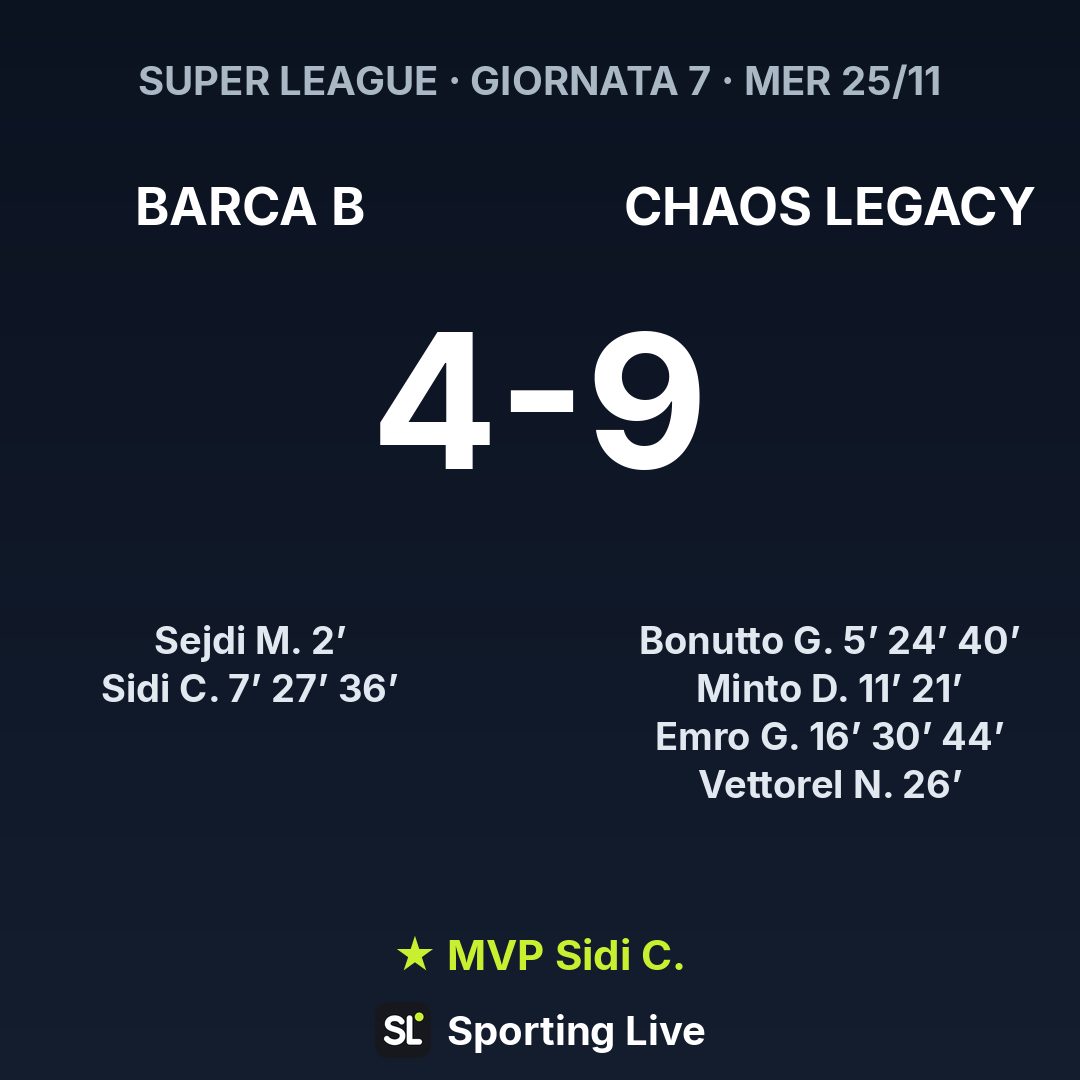 SUPER LEAGUE · GIORNATA 7 · MER 25/11
BARCA B
CHAOS LEGACY
4-9
Sejdi M. 2’
Sidi C. 7’ 27’ 36’
Bonutto G. 5’ 24’ 40’
Minto D. 11’ 21’
Emro G. 16’ 30’ 44’
Vettorel N. 26’
★ MVP Sidi C.
SL Sporting Live